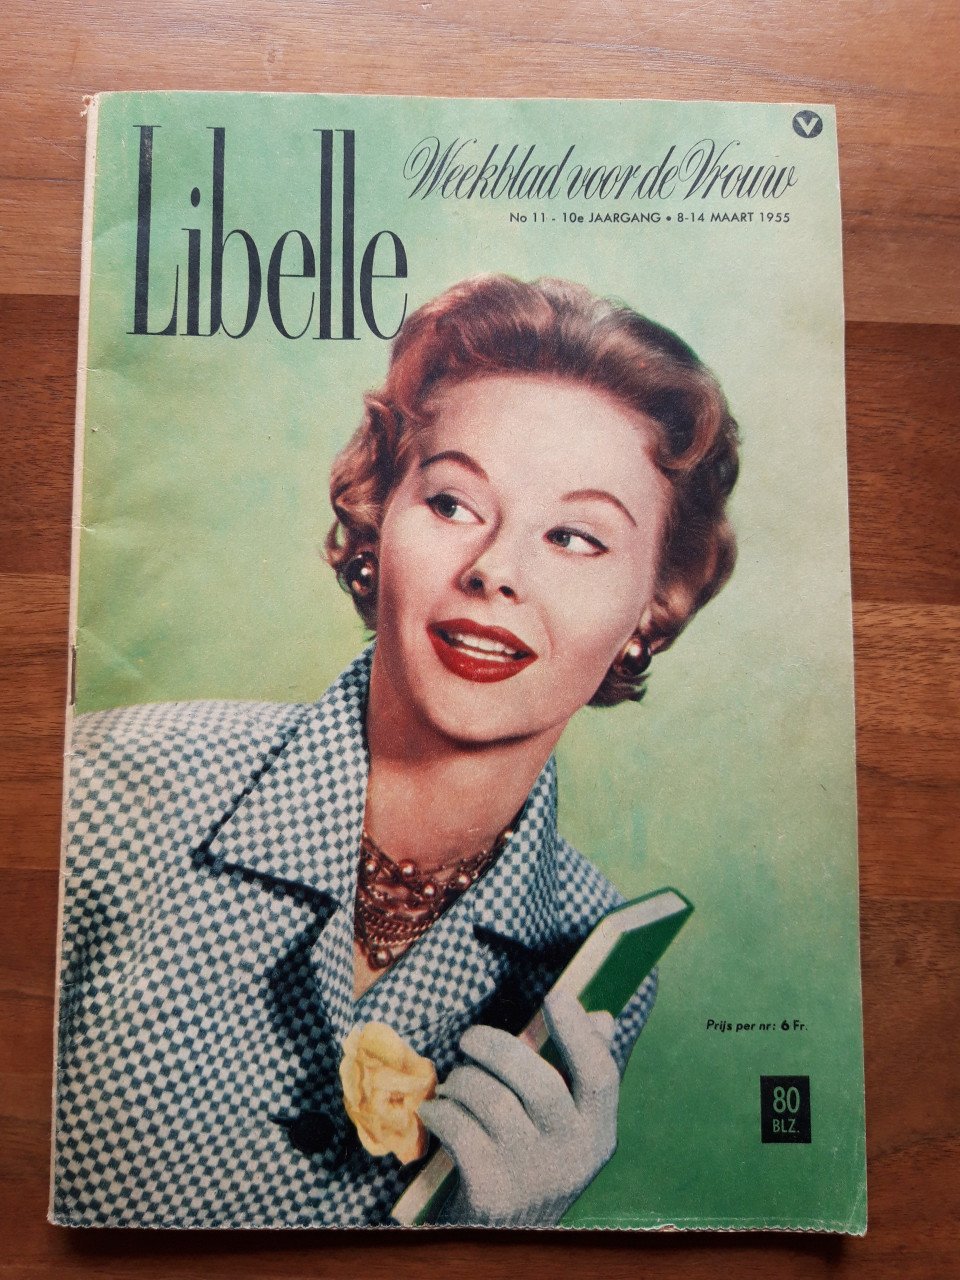 Libelle
Weekblad voor de Vrouw
No 11 - 10e JAARGANG • 8-14 MAART 1955
V
Prijs per nr: 6 Fr.
80
BLZ.